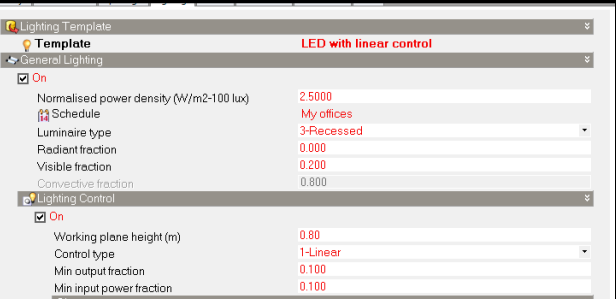 Lighting Template
Template LED with linear control
General Lighting
On
Normalised power density (W/m2-100 lux) 2.5000
Schedule My offices
Luminaire type 3-Recessed
Radiant fraction 0.000
Visible fraction 0.200
Convective fraction 0.800
Lighting Control
On
Working plane height (m) 0.80
Control type 1-Linear
Min output fraction 0.100
Min input power fraction 0.100